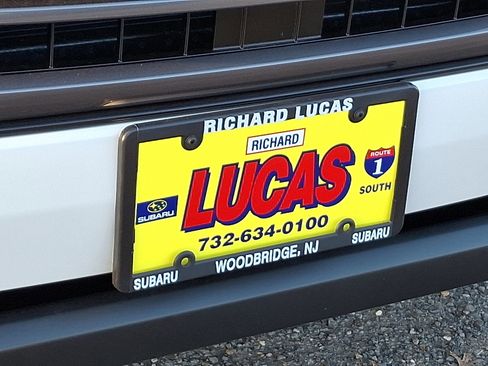 RICHARD LUCAS
RICHARD
LUCAS
ROUTE
1
SOUTH
SUBARU
732-634-0100
SUBARU
WOODBRIDGE, NJ
SUBARU